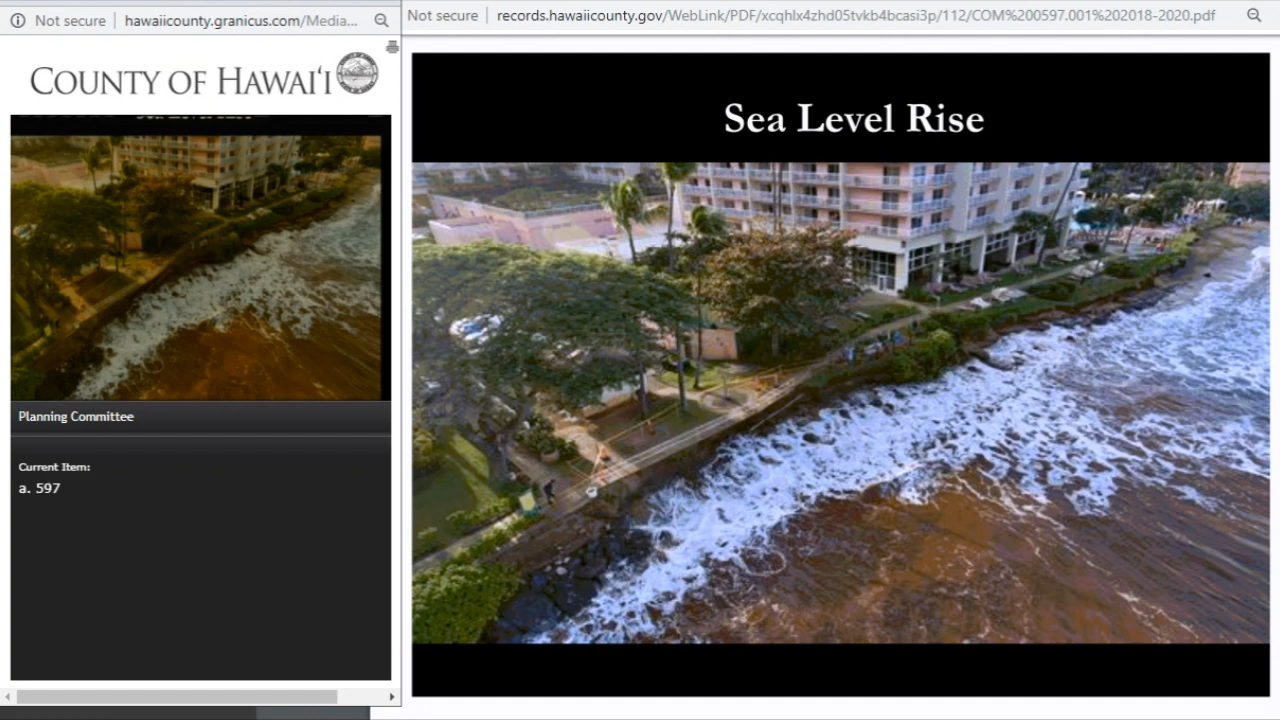 Not secure
hawaiicounty.granicus.com/Media...
COUNTY OF HAWAIʻI
Planning Committee
Current Item:
a. 597
Not secure
records.hawaiicounty.gov/WebLink/PDF/xcqhlx4zhd05tvkb4bcasi3p/112/COM%200597.001%202018-2020.pdf
Sea Level Rise